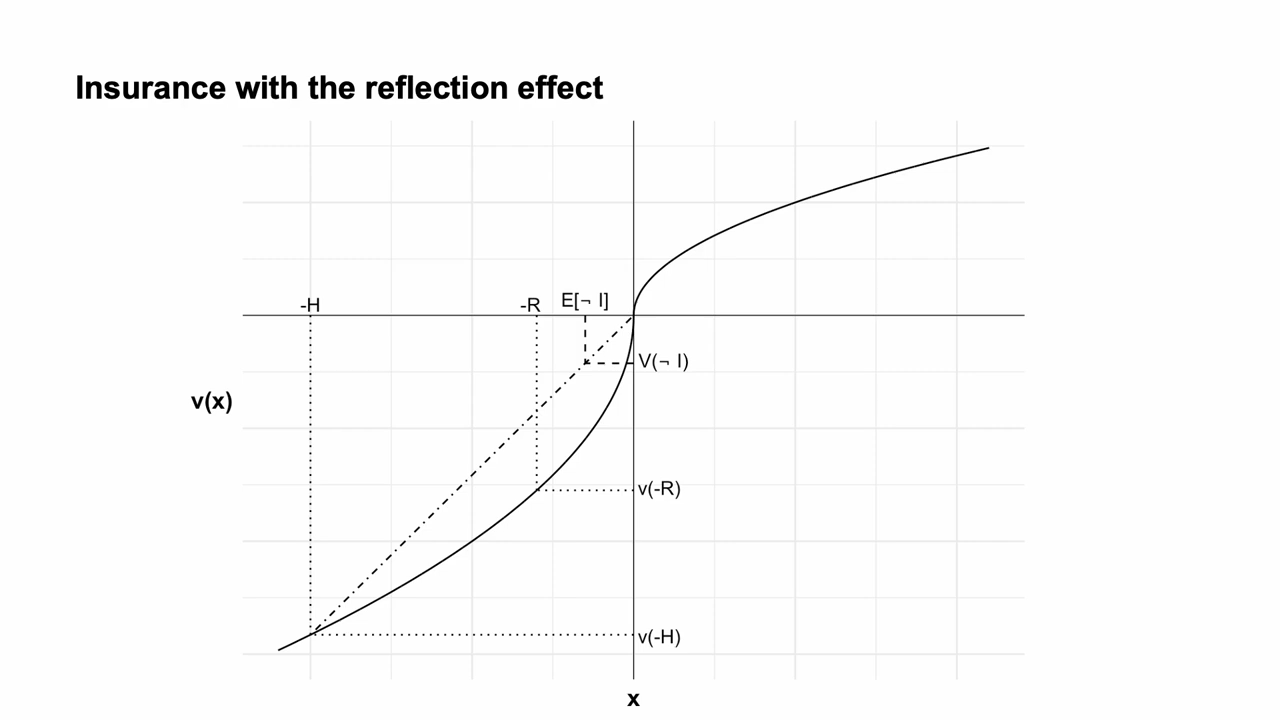 Insurance with the reflection effect
-H
-R
E[¬ I]
V(¬ I)
v(x)
v(-R)
v(-H)
x